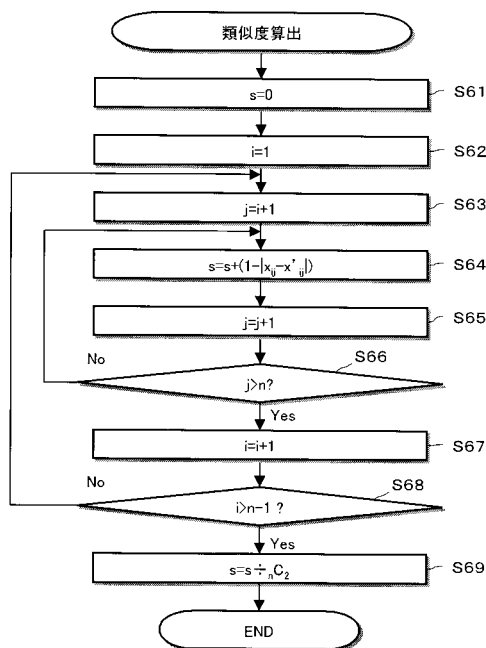 類似度算出
s=0
S61
i=1
S62
j=i+1
S63
s=s+(1-|x_ij-x'_ij|)
S64
j=j+1
S65
S66
No
j>n?
Yes
i=i+1
S67
S68
No
i>n-1 ?
Yes
s=s÷_nC_2
S69
END